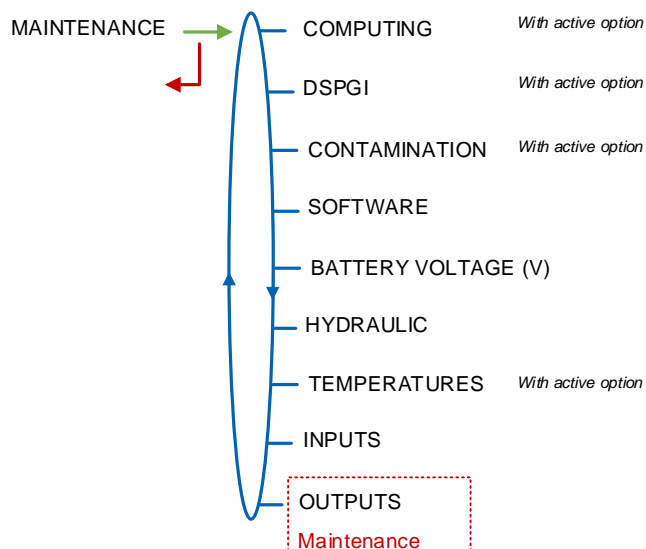 MAINTENANCE
COMPUTING With active option
DSPGI With active option
CONTAMINATION With active option
SOFTWARE
BATTERY VOLTAGE (V)
HYDRAULIC
TEMPERATURES With active option
INPUTS
OUTPUTS
Maintenance